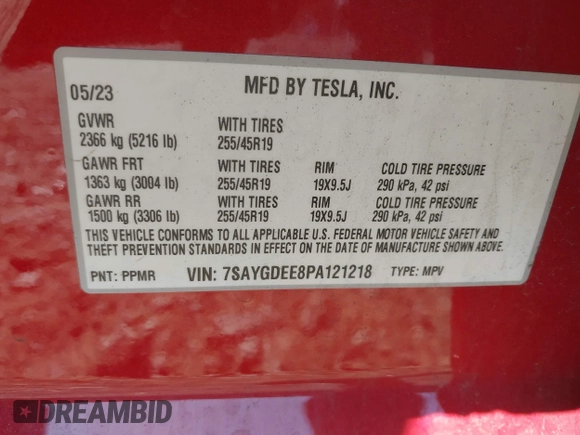 05/23 MFD BY TESLA, INC.
GVWR WITH TIRES
2366 kg (5216 lb) 255/45R19
GAWR FRT WITH TIRES RIM COLD TIRE PRESSURE
1363 kg (3004 lb) 255/45R19 19X9.5J 290 kPa, 42 psi
GAWR RR WITH TIRES RIM COLD TIRE PRESSURE
1500 kg (3306 lb) 255/45R19 19X9.5J 290 kPa, 42 psi
THIS VEHICLE CONFORMS TO ALL APPLICABLE U.S. FEDERAL MOTOR VEHICLE SAFETY AND
THEFT PREVENTION STANDARDS IN EFFECT ON THE DATE OF MANUFACTURE SHOWN ABOVE.
PNT: PPMR VIN: 7SAYGDEE8PA121218 TYPE: MPV
DREAMBID